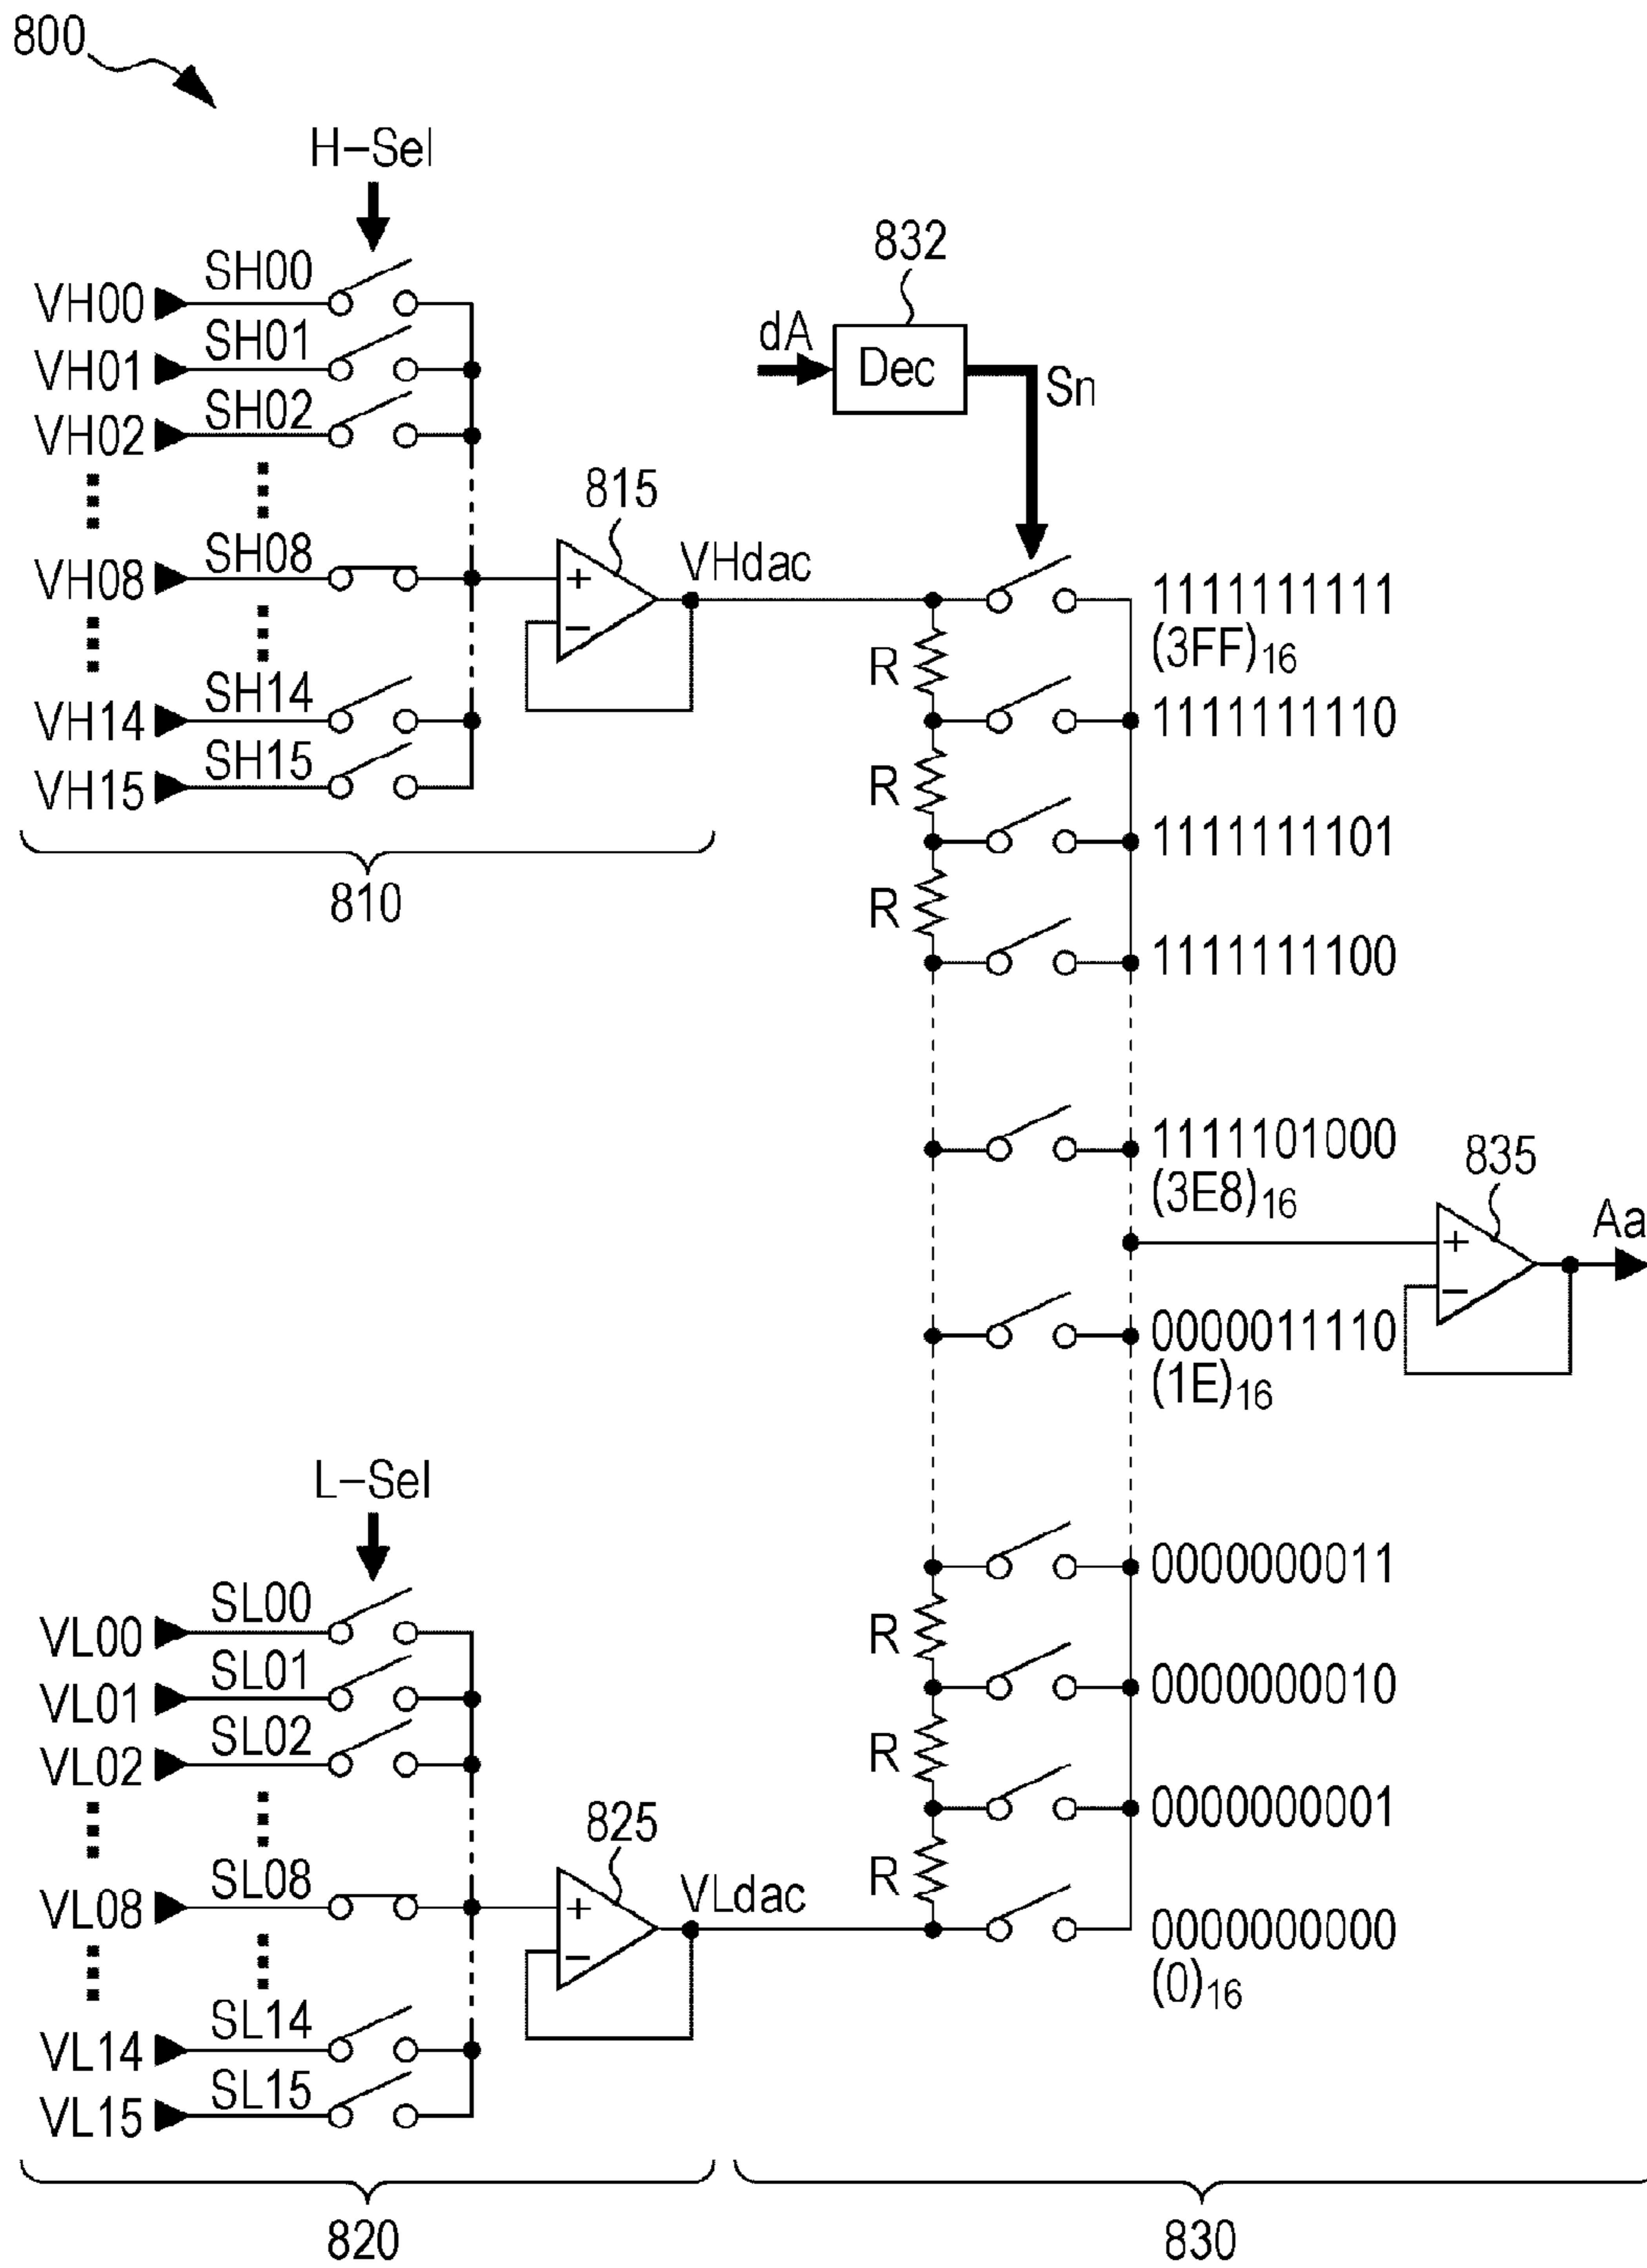 800
H-Sel
VH00 SH00
VH01 SH01
VH02 SH02
VH08 SH08
VH14 SH14
VH15 SH15
810
815
+
−
VHdac
832
dA
Dec
Sn
1111111111
(3FF)16
R
1111111110
R
1111111101
R
1111111100
1111101000
(3E8)16
835
+
−
Aa
0000011110
(1E)16
L-Sel
VL00 SL00
VL01 SL01
VL02 SL02
VL08 SL08
VL14 SL14
VL15 SL15
820
825
+
−
VLdac
0000000011
R
0000000010
R
0000000001
R
0000000000
(0)16
830